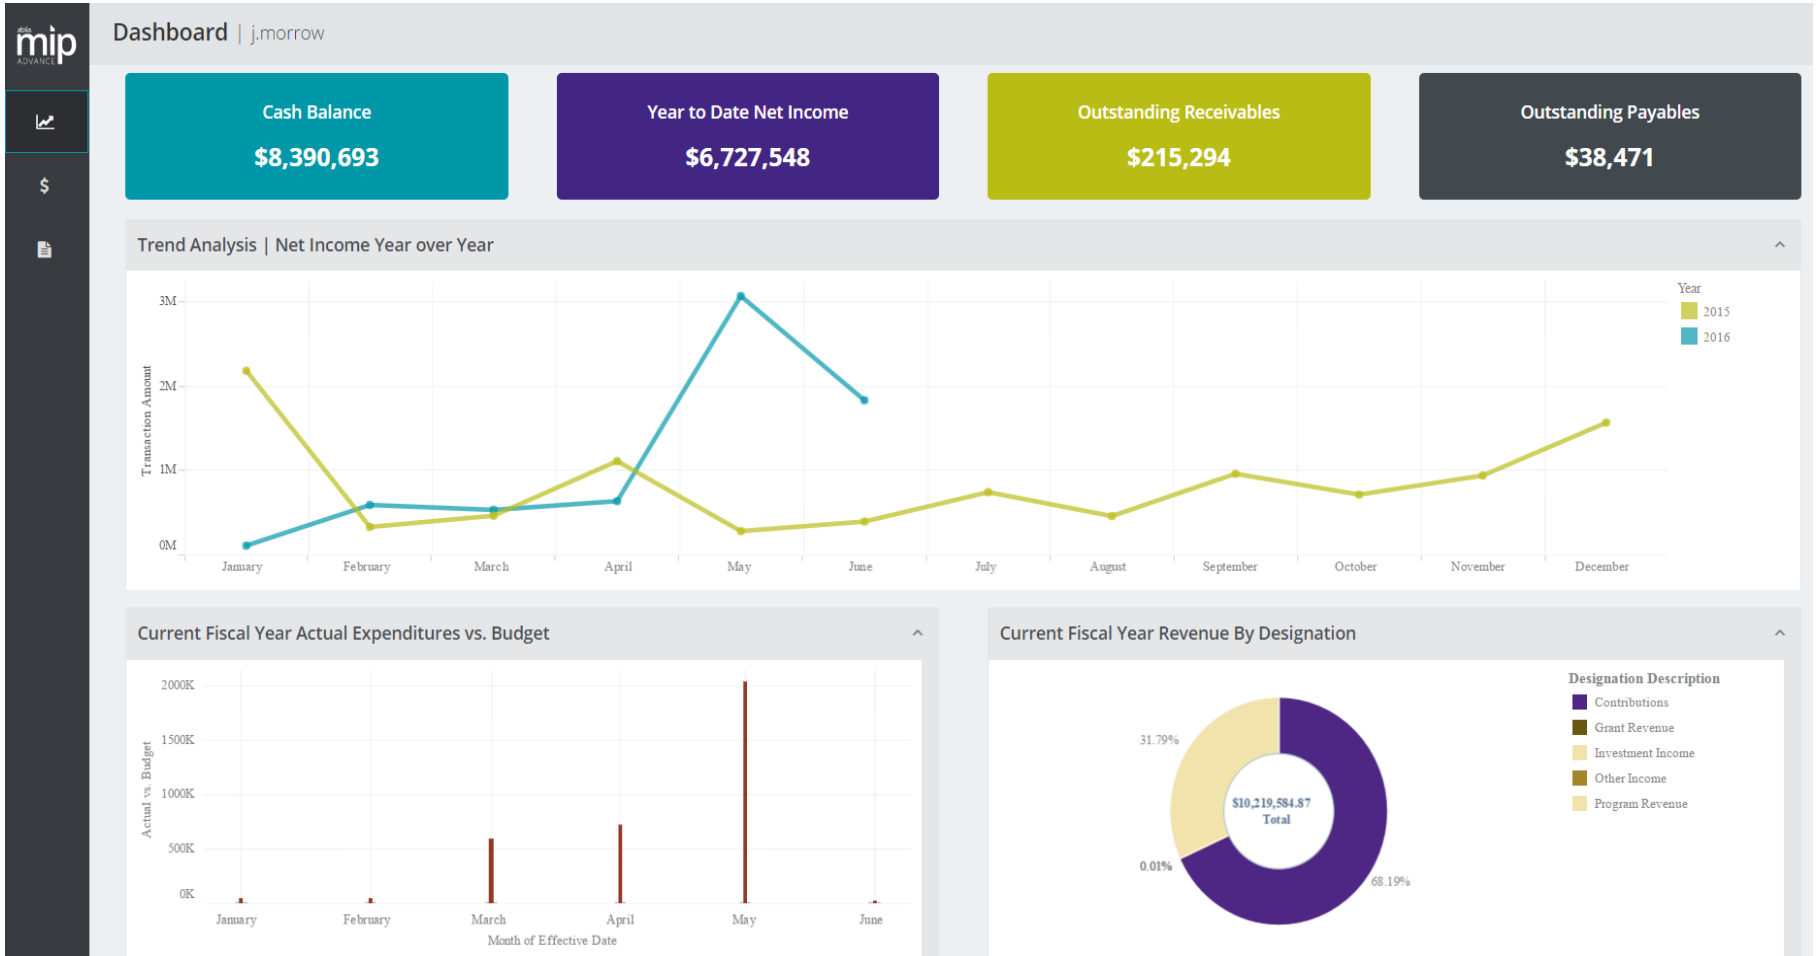 abila
mip
ADVANCE
Dashboard | j.morrow
Cash Balance
$8,390,693
Year to Date Net Income
$6,727,548
Outstanding Receivables
$215,294
Outstanding Payables
$38,471
$
Trend Analysis | Net Income Year over Year
Transaction Amount
3M
2M
1M
0M
January February March April May June July August September October November December
Year
2015
2016
Current Fiscal Year Actual Expenditures vs. Budget
Actual vs. Budget
2000K
1500K
1000K
500K
0K
January February March April May June
Month of Effective Date
Current Fiscal Year Revenue By Designation
31.79%
$10,219,584.87
Total
0.01%
68.19%
Designation Description
Contributions
Grant Revenue
Investment Income
Other Income
Program Revenue